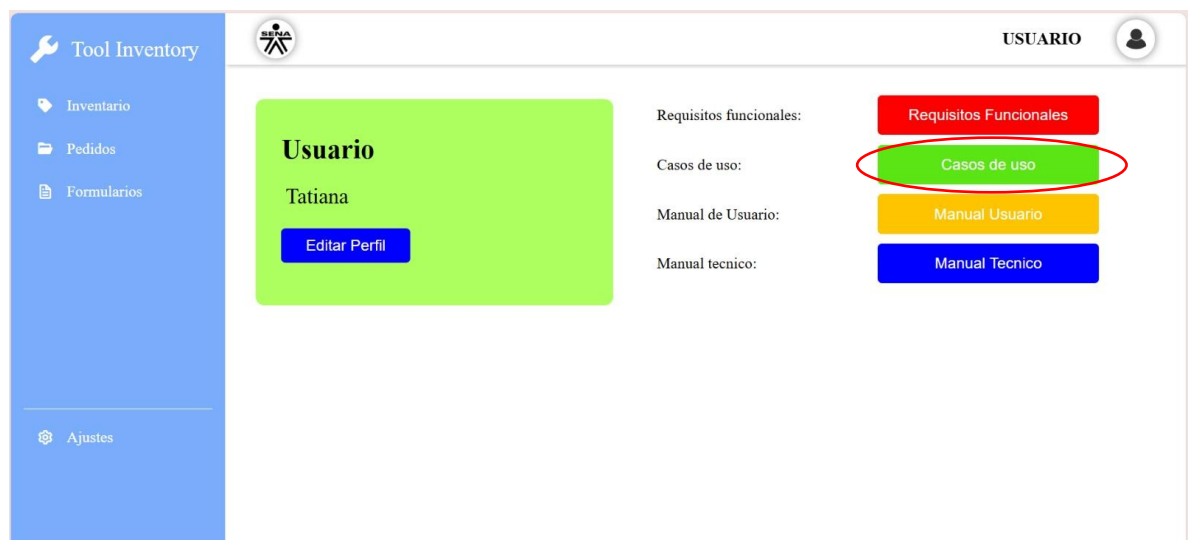 Tool Inventory
Inventario
Pedidos
Formularios
Ajustes
SENA
USUARIO
Usuario
Tatiana
Editar Perfil
Requisitos funcionales: Requisitos Funcionales
Casos de uso: Casos de uso
Manual de Usuario: Manual Usuario
Manual tecnico: Manual Tecnico